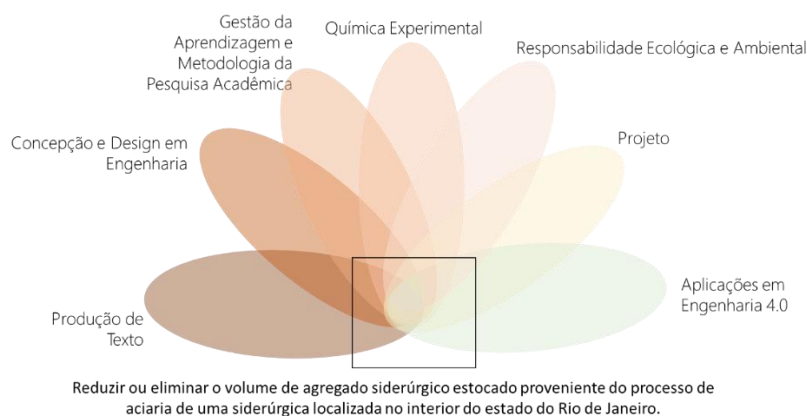 Gestão da
Aprendizagem e
Metodologia da
Pesquisa Acadêmica
Química Experimental
Responsabilidade Ecológica e Ambiental
Concepção e Design em
Engenharia
Projeto
Produção de
Texto
Aplicações em
Engenharia 4.0
Reduzir ou eliminar o volume de agregado siderúrgico estocado proveniente do processo de
aciaria de uma siderúrgica localizada no interior do estado do Rio de Janeiro.